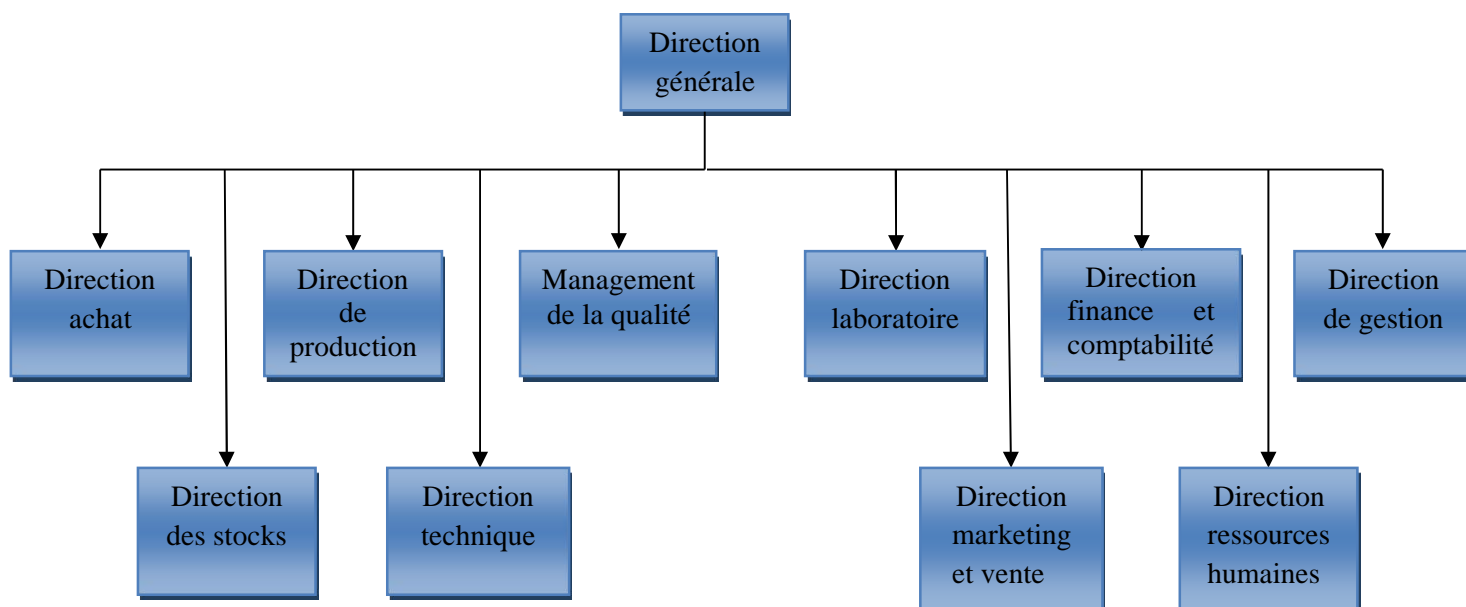 Direction
générale
Direction
achat
Direction
de
production
Management
de la qualité
Direction
laboratoire
Direction
finance et
comptabilité
Direction
de gestion
Direction
des stocks
Direction
technique
Direction
marketing
et vente
Direction
ressources
humaines